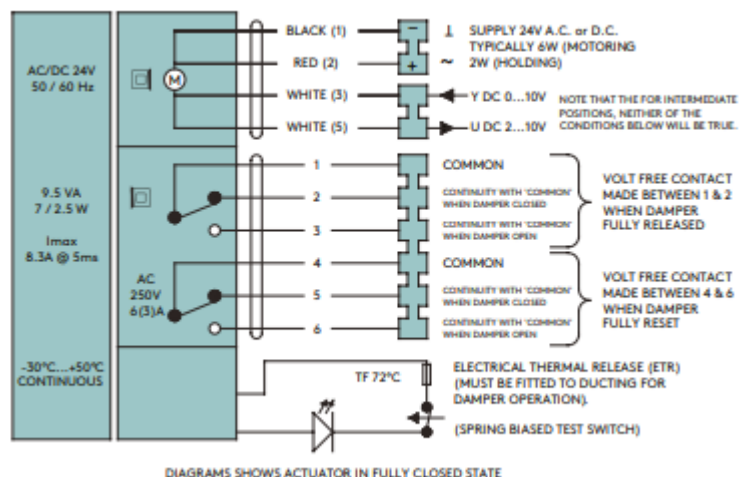 AC/DC 24V
50 / 60 Hz
9.5 VA
7 / 2.5 W
Imax
8.3A @ 5ms
-30°C...+50°C
CONTINUOUS
M
AC
250V
6(3)A
BLACK (1)
RED (2)
WHITE (3)
WHITE (5)
−
+
⊥ SUPPLY 24V A.C. or D.C.
TYPICALLY 6W (MOTORING
~ 2W (HOLDING)
Y DC 0...10V
U DC 2...10V
NOTE THAT THE FOR INTERMEDIATE
POSITIONS, NEITHER OF THE
CONDITIONS BELOW WILL BE TRUE.
1
2
3
4
5
6
COMMON
CONTINUITY WITH 'COMMON'
WHEN DAMPER CLOSED
CONTINUITY WITH 'COMMON'
WHEN DAMPER OPEN
COMMON
CONTINUITY WITH 'COMMON'
WHEN DAMPER CLOSED
CONTINUITY WITH 'COMMON'
WHEN DAMPER OPEN
VOLT FREE CONTACT
MADE BETWEEN 1 & 2
WHEN DAMPER
FULLY RELEASED
VOLT FREE CONTACT
MADE BETWEEN 4 & 6
WHEN DAMPER
FULLY RESET
TF 72°C
ELECTRICAL THERMAL RELEASE (ETR)
(MUST BE FITTED TO DUCTING FOR
DAMPER OPERATION).
(SPRING BIASED TEST SWITCH)
DIAGRAMS SHOWS ACTUATOR IN FULLY CLOSED STATE